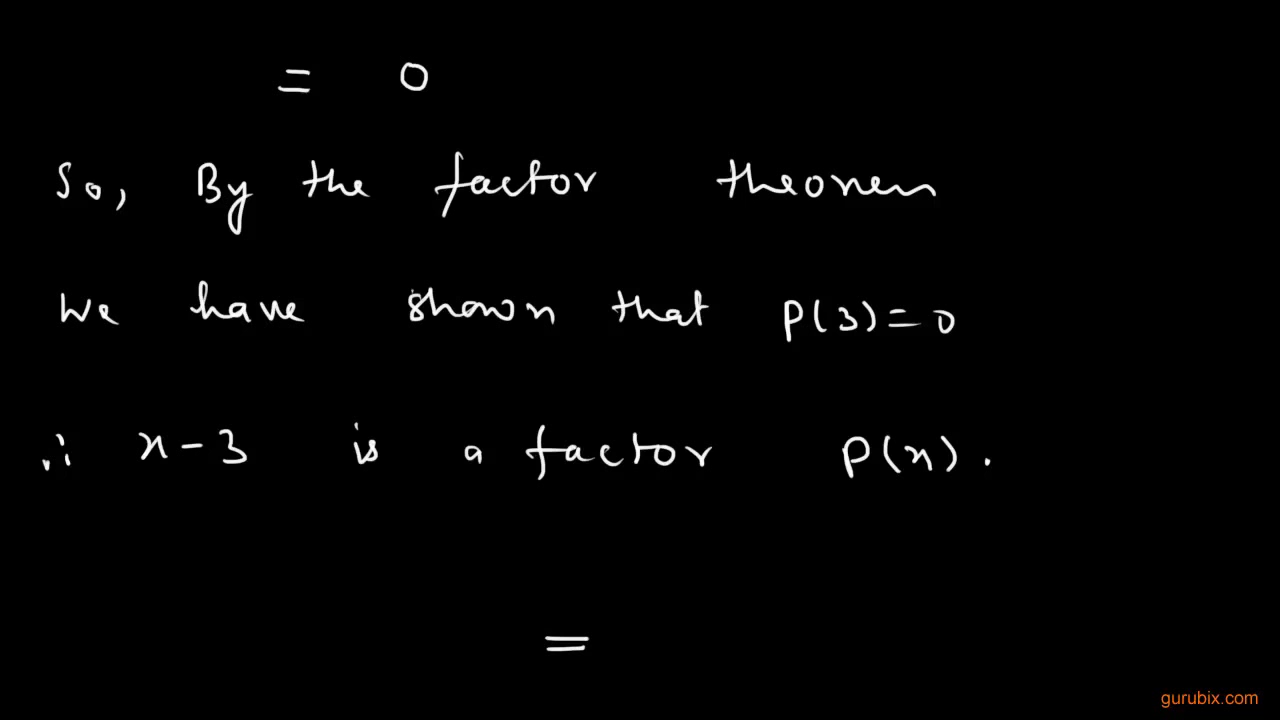 = 0
So, By the factor theorem
We have shown that P(3)=0
∴ x-3 is a factor P(x).
=
gurubix.com